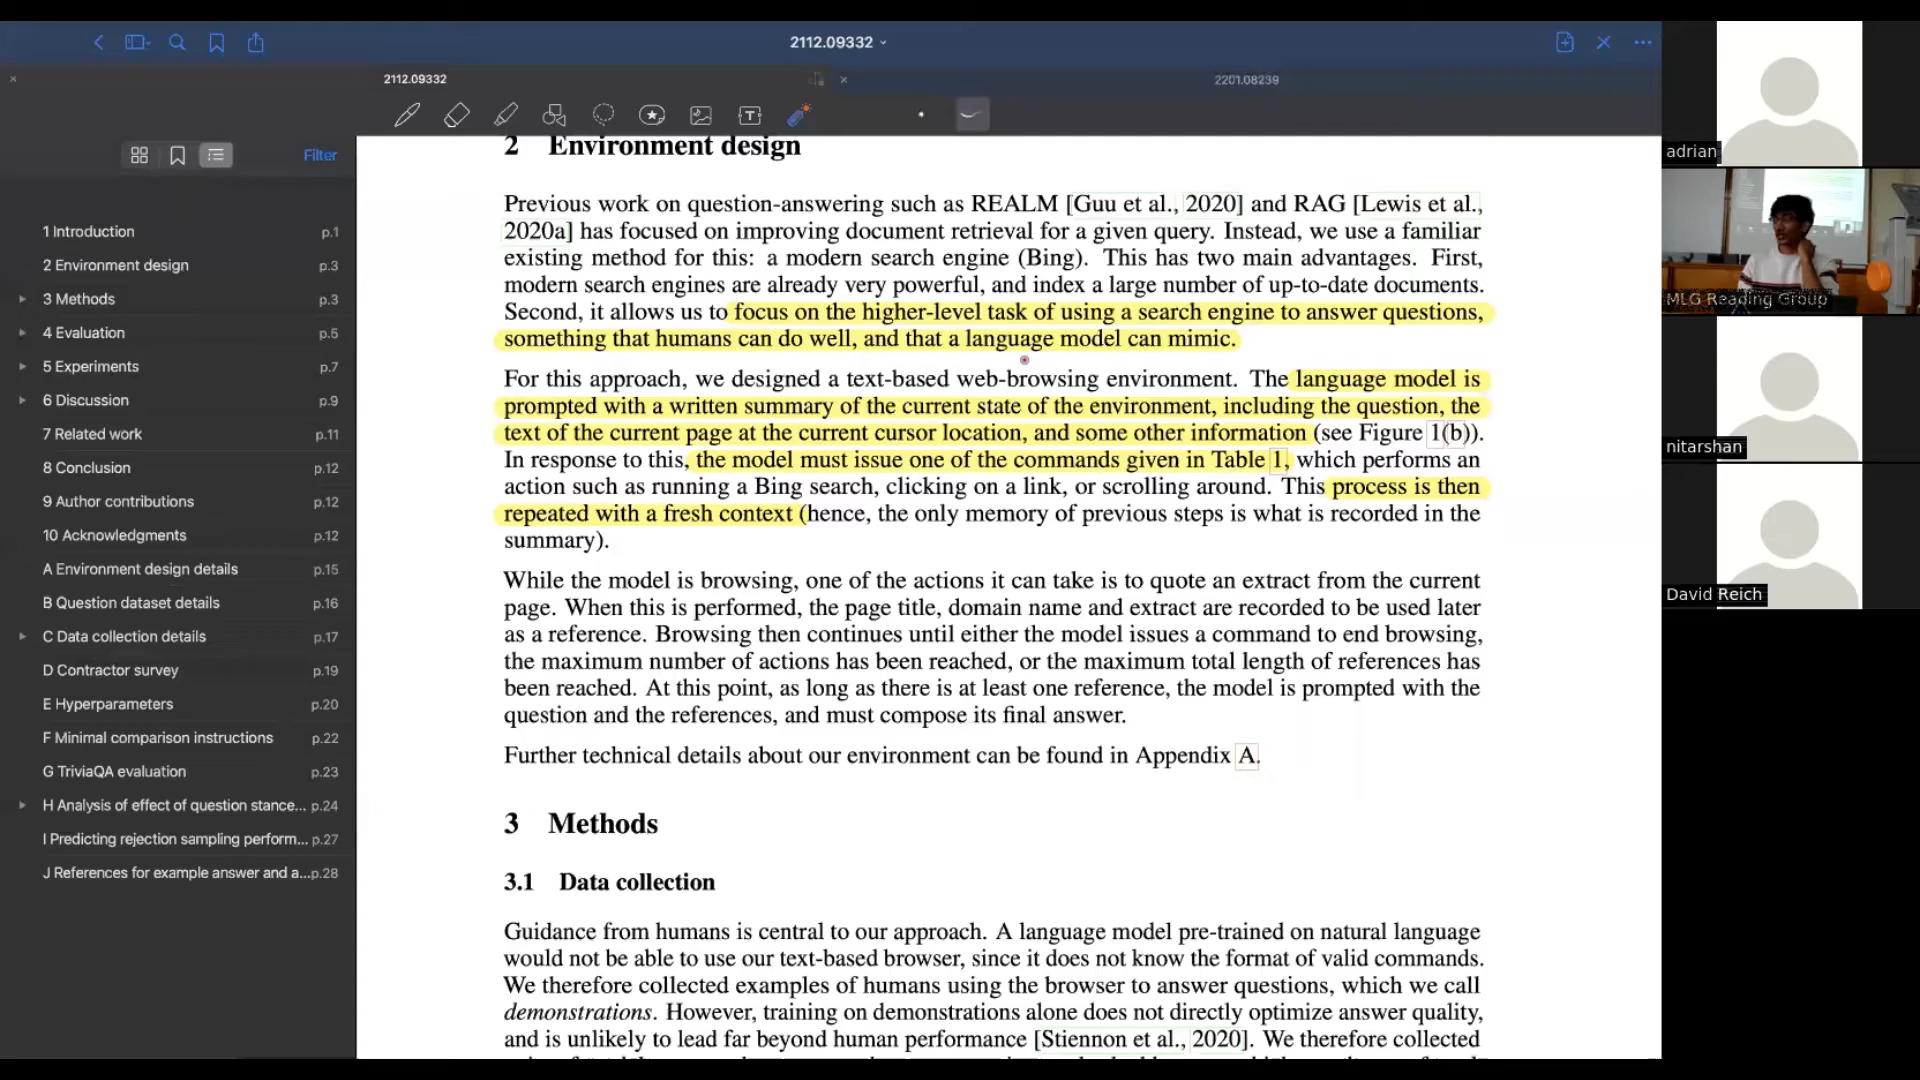 2112.09332
2112.09332
2201.08239
Filter
1 Introduction p.1
2 Environment design p.3
3 Methods p.3
4 Evaluation p.5
5 Experiments p.7
6 Discussion p.9
7 Related work p.11
8 Conclusion p.12
9 Author contributions p.12
10 Acknowledgments p.12
A Environment design details p.15
B Question dataset details p.16
C Data collection details p.17
D Contractor survey p.19
E Hyperparameters p.20
F Minimal comparison instructions p.22
G TriviaQA evaluation p.23
H Analysis of effect of question stance... p.24
I Predicting rejection sampling perform... p.27
J References for example answer and a...p.28
2 Environment design
Previous work on question-answering such as REALM [Guu et al., 2020] and RAG [Lewis et al.,
2020a] has focused on improving document retrieval for a given query. Instead, we use a familiar
existing method for this: a modern search engine (Bing). This has two main advantages. First,
modern search engines are already very powerful, and index a large number of up-to-date documents.
Second, it allows us to focus on the higher-level task of using a search engine to answer questions,
something that humans can do well, and that a language model can mimic.
For this approach, we designed a text-based web-browsing environment. The language model is
prompted with a written summary of the current state of the environment, including the question, the
text of the current page at the current cursor location, and some other information (see Figure 1(b)).
In response to this, the model must issue one of the commands given in Table 1, which performs an
action such as running a Bing search, clicking on a link, or scrolling around. This process is then
repeated with a fresh context (hence, the only memory of previous steps is what is recorded in the
summary).
While the model is browsing, one of the actions it can take is to quote an extract from the current
page. When this is performed, the page title, domain name and extract are recorded to be used later
as a reference. Browsing then continues until either the model issues a command to end browsing,
the maximum number of actions has been reached, or the maximum total length of references has
been reached. At this point, as long as there is at least one reference, the model is prompted with the
question and the references, and must compose its final answer.
Further technical details about our environment can be found in Appendix A.
3 Methods
3.1 Data collection
Guidance from humans is central to our approach. A language model pre-trained on natural language
would not be able to use our text-based browser, since it does not know the format of valid commands.
We therefore collected examples of humans using the browser to answer questions, which we call
demonstrations. However, training on demonstrations alone does not directly optimize answer quality,
and is unlikely to lead far beyond human performance [Stiennon et al., 2020]. We therefore collected
adrian
MLG Reading Group
nitarshan
David Reich